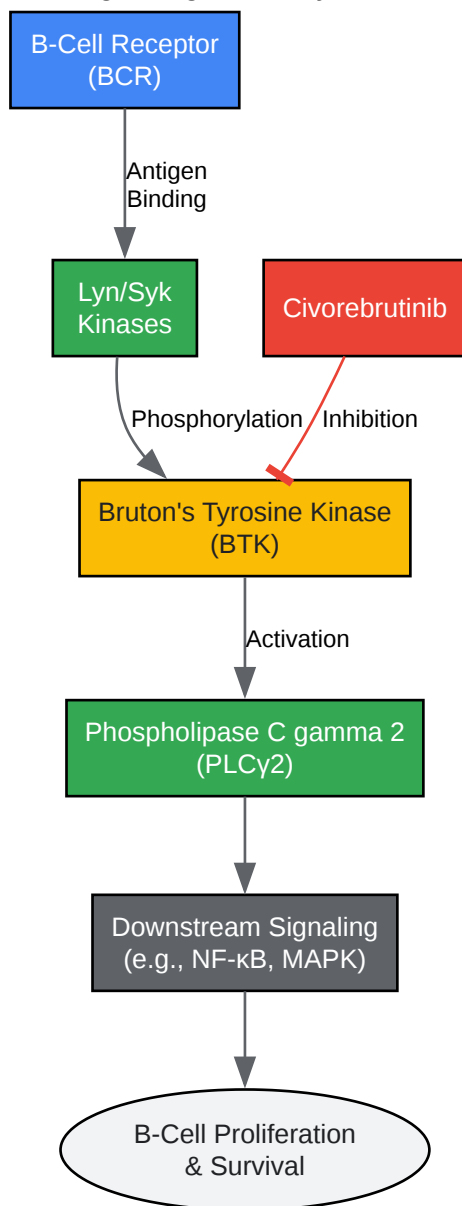 B-Cell Receptor
(BCR)
Antigen
Binding
Lyn/Syk
Kinases
Civorebrutinib
Phosphorylation
Inhibition
Bruton's Tyrosine Kinase
(BTK)
Activation
Phospholipase C gamma 2
(PLCγ2)
Downstream Signaling
(e.g., NF-κB, MAPK)
B-Cell Proliferation
& Survival